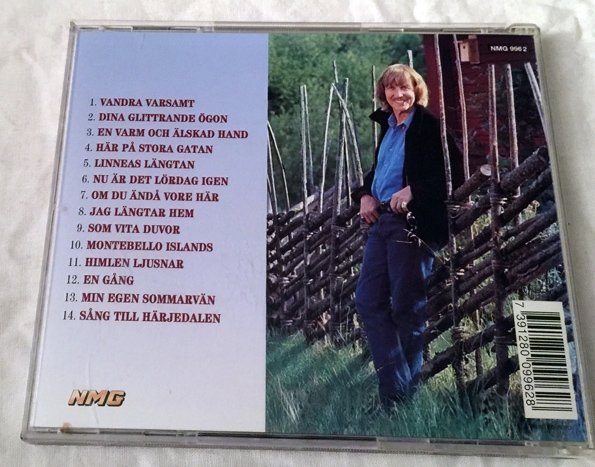 NMG 9962
1. VANDRA VARSAMT
2. DINA GLITTRANDE ÖGON
3. EN VARM OCH ÄLSKAD HAND
4. HÄR PÅ STORA GATAN
5. LINNEAS LÄNGTAN
6. NU ÄR DET LÖRDAG IGEN
7. OM DU ÄNDÅ VORE HÄR
8. JAG LÄNGTAR HEM
9. SOM VITA DUVOR
10. MONTEBELLO ISLANDS
11. HIMLEN LJUSNAR
12. EN GÅNG
13. MIN EGEN SOMMARVÄN
14. SÅNG TILL HÄRJEDALEN
NMG
7 391280 099628